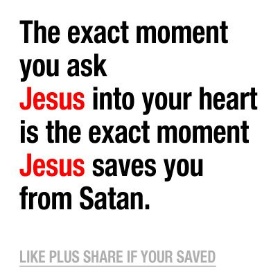 The exact moment
you ask
Jesus into your heart
is the exact moment
Jesus saves you
from Satan.
LIKE PLUS SHARE IF YOUR SAVED